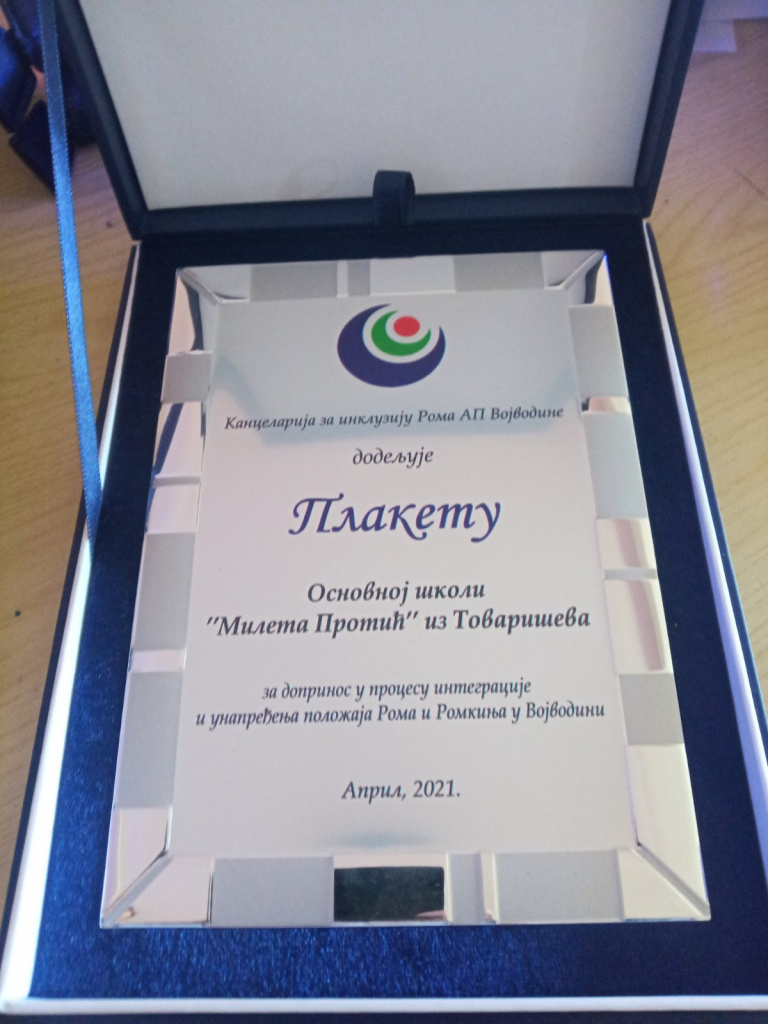 Канцеларија за инклузију Рома АП Војводине
додељује
Плакету
Основној школи
"Милета Протић" из Товаришева
за допринос у процесу интеграције
и унапређења положаја Рома и Ромкиња у Војводини
Април, 2021.